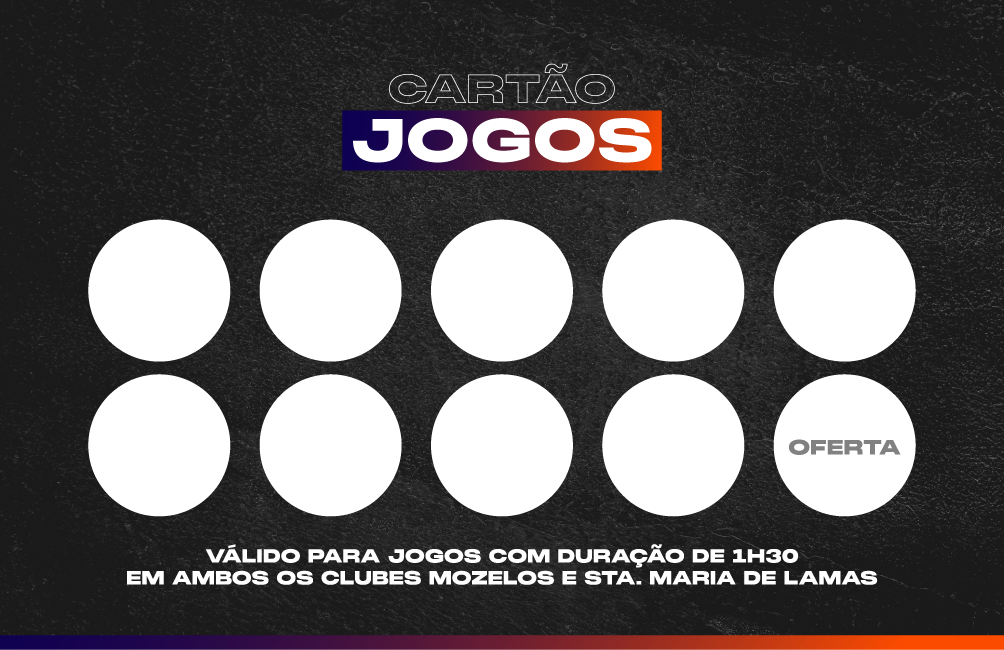 CARTÃO
JOGOS
OFERTA
VÁLIDO PARA JOGOS COM DURAÇÃO DE 1H30
EM AMBOS OS CLUBES MOZELOS E STA. MARIA DE LAMAS